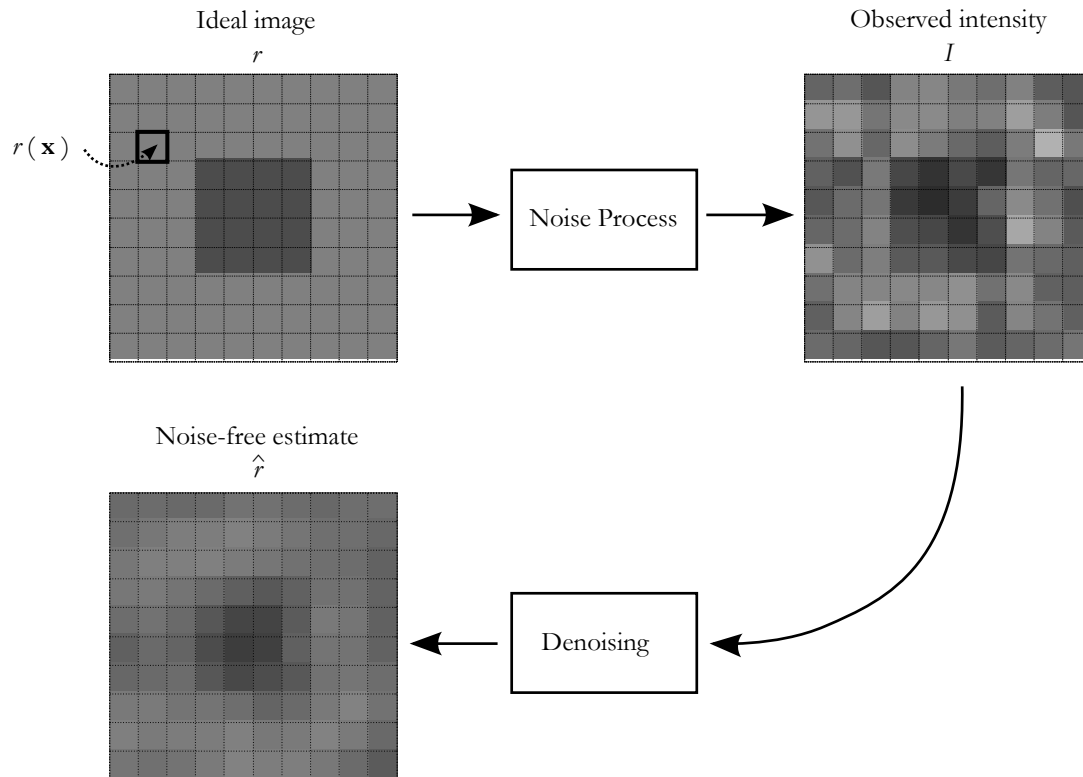 Ideal image
r
Observed intensity
I
r ( x )
Noise Process
Noise-free estimate
r̂
Denoising